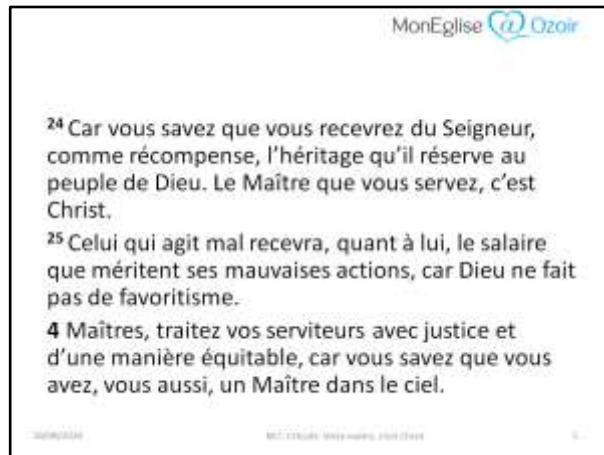 MonEglise @ Ozoir
24 Car vous savez que vous recevrez du Seigneur,
comme récompense, l’héritage qu’il réserve au
peuple de Dieu. Le Maître que vous servez, c’est
Christ.
25 Celui qui agit mal recevra, quant à lui, le salaire
que méritent ses mauvaises actions, car Dieu ne fait
pas de favoritisme.
4 Maîtres, traitez vos serviteurs avec justice et
d’une manière équitable, car vous savez que vous
avez, vous aussi, un Maître dans le ciel.